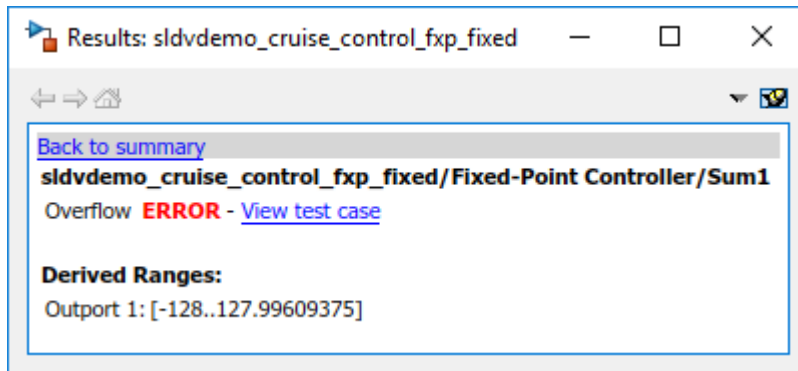 Results: sldvdemo_cruise_control_fxp_fixed
Back to summary
sldvdemo_cruise_control_fxp_fixed/Fixed-Point Controller/Sum1
Overflow ERROR - View test case
Derived Ranges:
Outport 1: [-128..127.99609375]